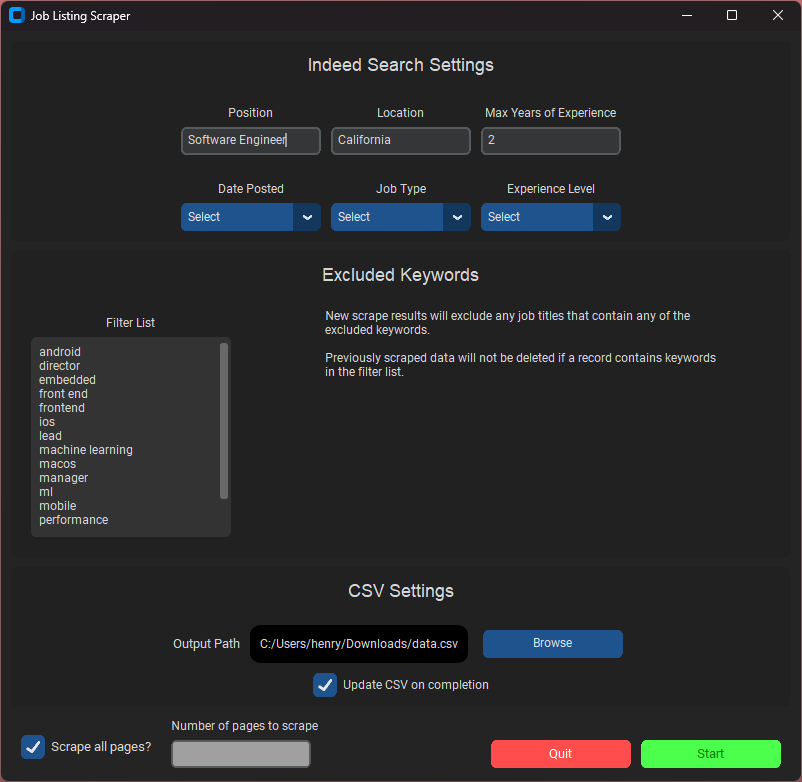 Job Listing Scraper
Indeed Search Settings
Position Location Max Years of Experience
Software Engineer California 2
Date Posted Job Type Experience Level
Select Select Select
Excluded Keywords
Filter List
android
director
embedded
front end
frontend
ios
lead
machine learning
macos
manager
ml
mobile
performance
New scrape results will exclude any job titles that contain any of the
excluded keywords.
Previously scraped data will not be deleted if a record contains keywords
in the filter list.
CSV Settings
Output Path C:/Users/henry/Downloads/data.csv Browse
Update CSV on completion
Number of pages to scrape
Scrape all pages?
Quit Start